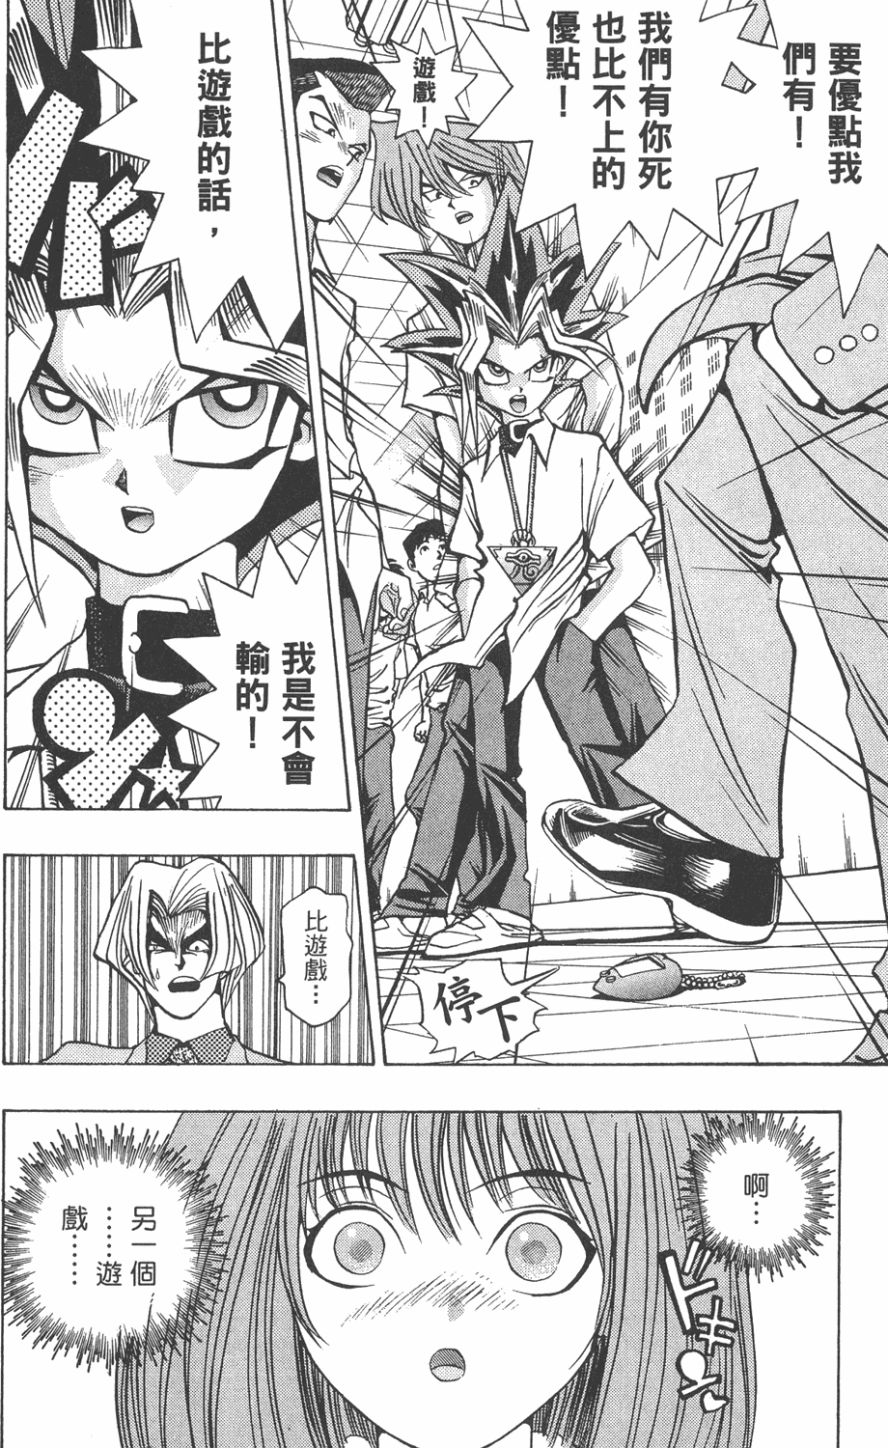 要優點我
們有！
我們有你死
也比不上的
優點！
遊戲！
停下
比遊戲的話，
我是不會
輸的！
比遊戲…
啊…
ドキッ
另一個
……遊
戲……